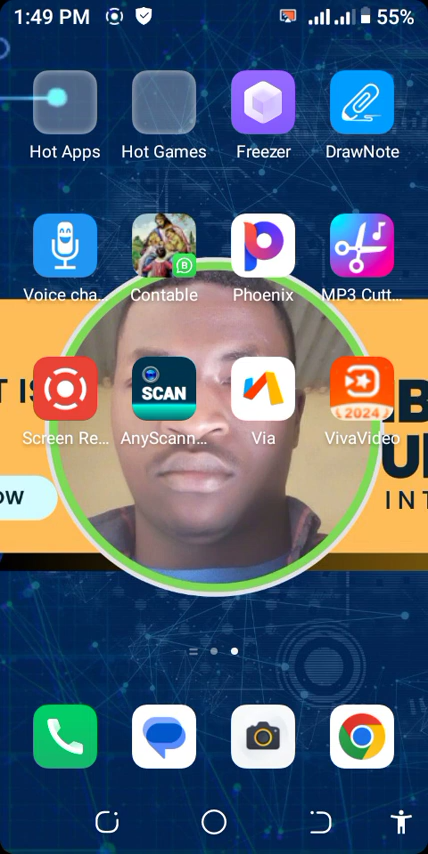 1:49 PM 55%
Hot Apps Hot Games Freezer DrawNote
Voice cha... Contable Phoenix MP3 Cutt...
SCAN
2024
Screen Re... AnyScann... Via VivaVideo
OW
INT